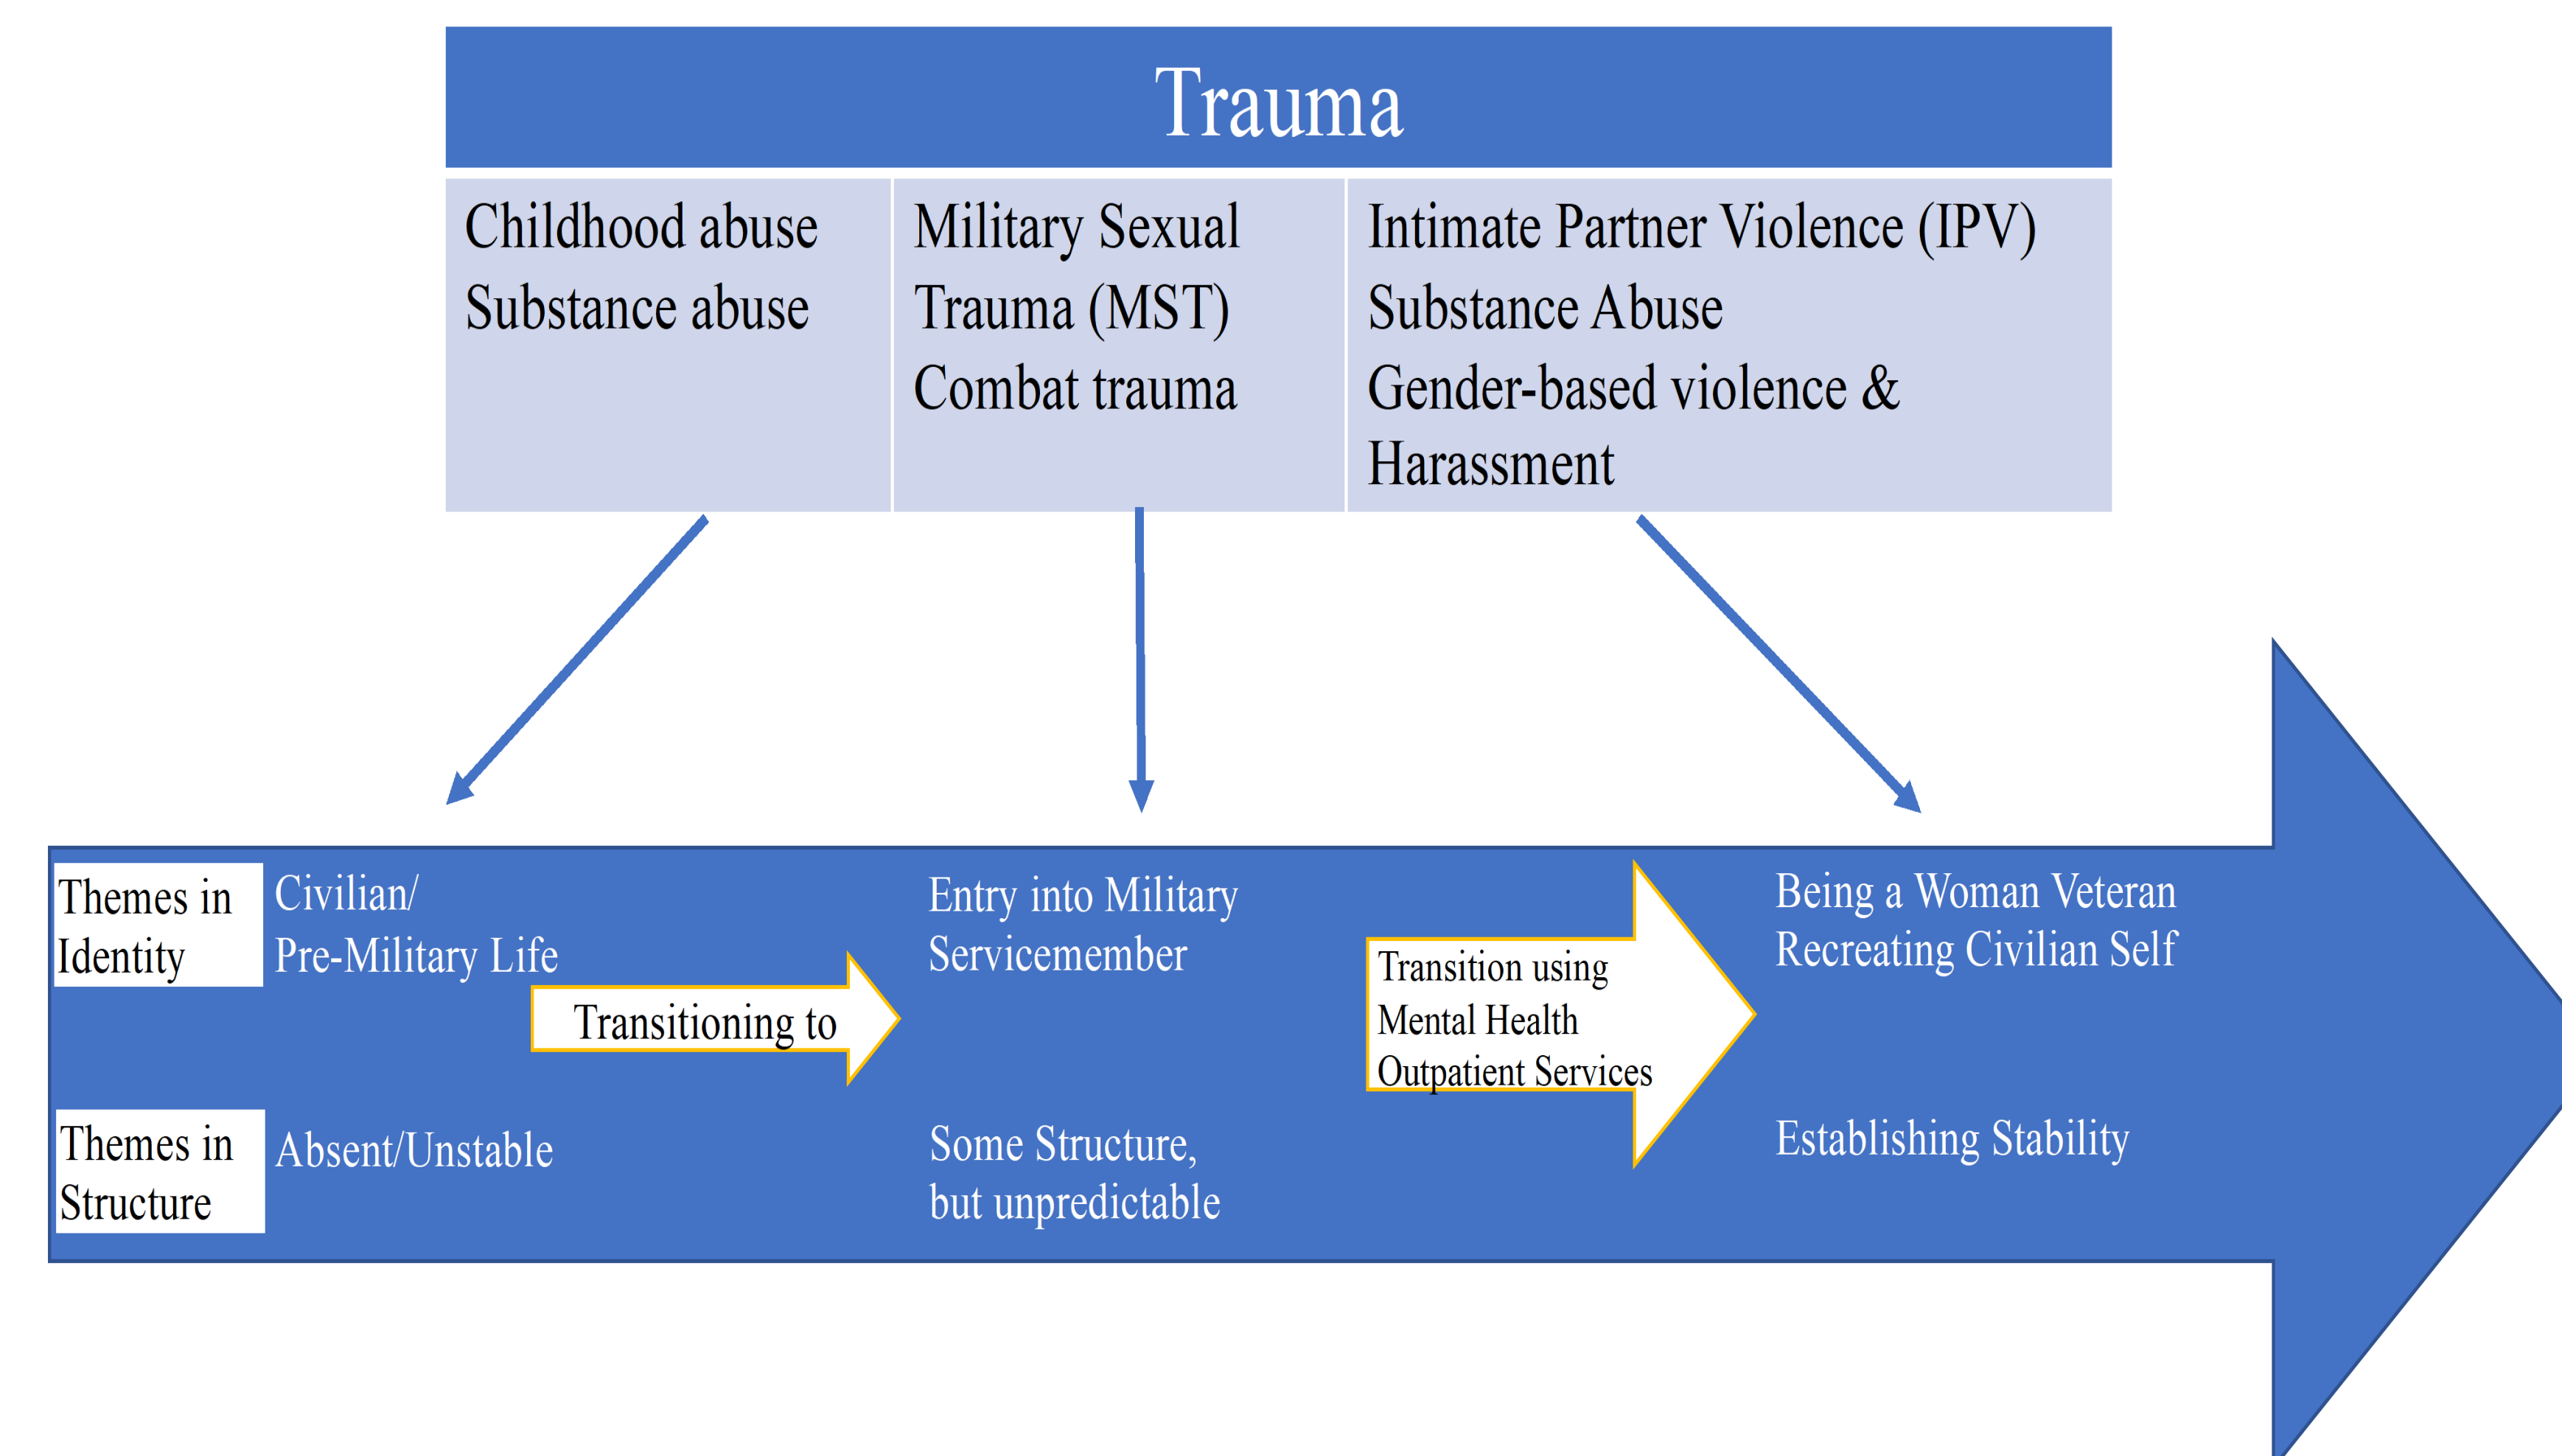 Trauma
Childhood abuse
Substance abuse
Military Sexual
Trauma (MST)
Combat trauma
Intimate Partner Violence (IPV)
Substance Abuse
Gender-based violence &
Harassment
Themes in
Identity
Civilian/
Pre-Military Life
Transitioning to
Entry into Military
Servicemember
Transition using
Mental Health
Outpatient Services
Being a Woman Veteran
Recreating Civilian Self
Themes in
Structure
Absent/Unstable
Some Structure,
but unpredictable
Establishing Stability